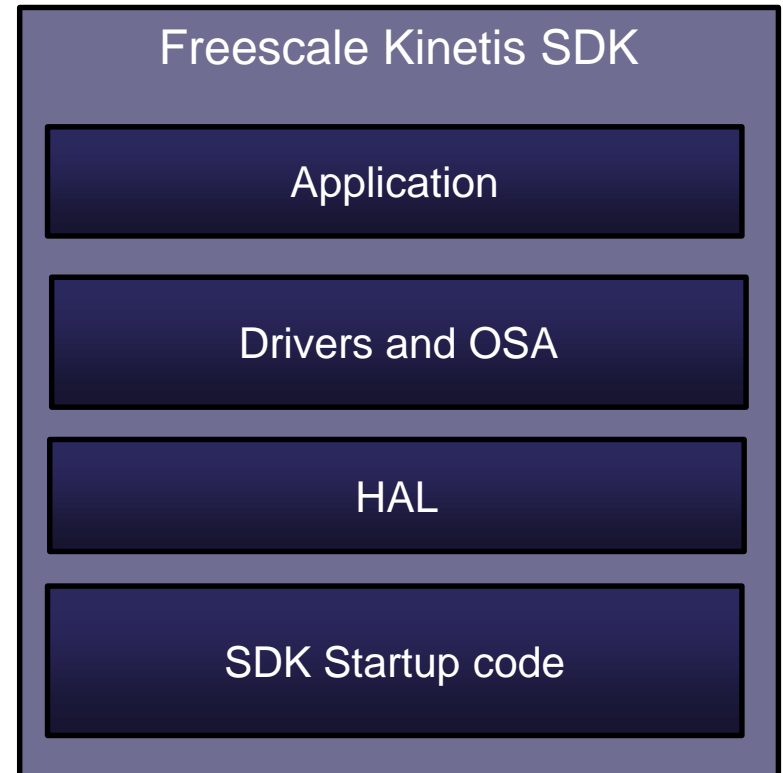 Freescale Kinetis SDK
Application
Drivers and OSA
HAL
SDK Startup code